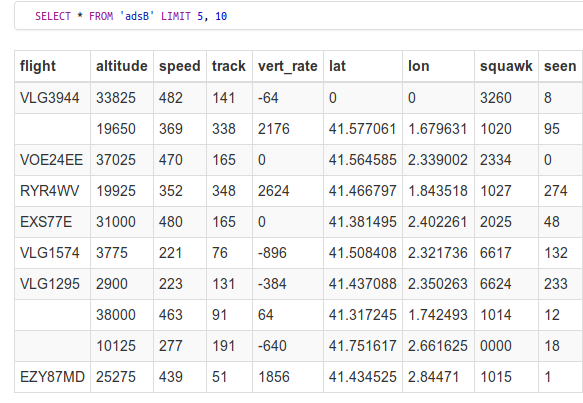 SELECT * FROM 'adsB' LIMIT 5, 10
flight altitude speed track vert_rate lat lon squawk seen
VLG3944 33825 482 141 -64 0 0 3260 8
19650 369 338 2176 41.577061 1.679631 1020 95
VOE24EE 37025 470 165 0 41.564585 2.339002 2334 0
RYR4WV 19925 352 348 2624 41.466797 1.843518 1027 274
EXS77E 31000 480 165 0 41.381495 2.402261 2025 48
VLG1574 3775 221 76 -896 41.508408 2.321736 6617 132
VLG1295 2900 223 131 -384 41.437088 2.350263 6624 233
38000 463 91 64 41.317245 1.742493 1014 12
10125 277 191 -640 41.751617 2.661625 0000 18
EZY87MD 25275 439 51 1856 41.434525 2.84471 1015 1